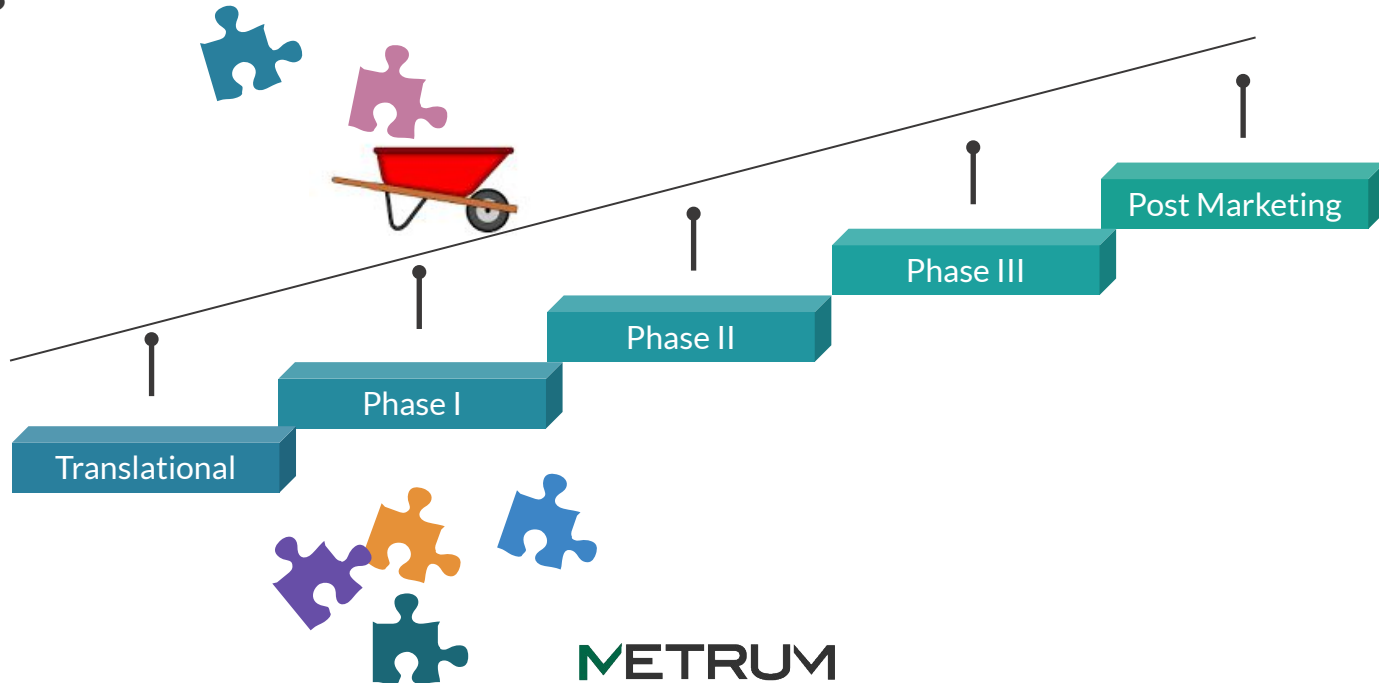 Translational
Phase I
Phase II
Phase III
Post Marketing
METRUM